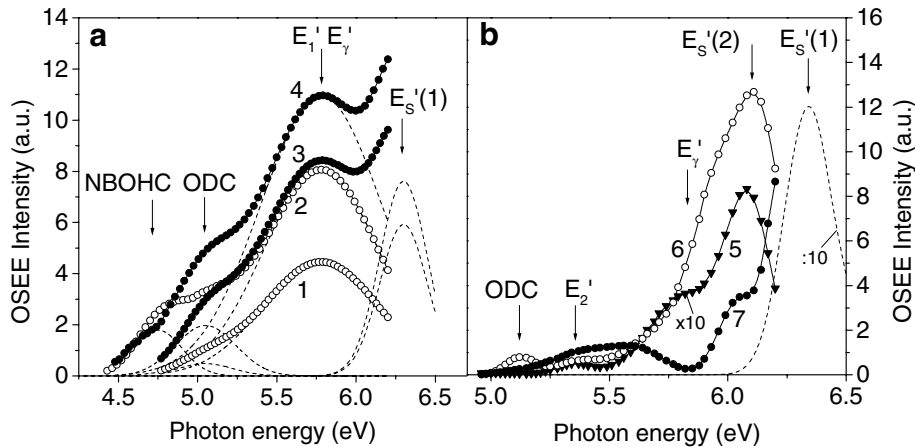 a
b
E₁' Eᵧ'
E_S'(1)
NBOHC ODC
4
3
2
1
OSEE Intensity (a.u.)
14
12
10
8
6
4
2
0
4.5 5.0 5.5 6.0 6.5
Photon energy (eV)
E_S'(2)
E_S'(1)
Eᵧ'
ODC
E₂'
6
5
x10
7
:10
5.0 5.5 6.0 6.5
Photon energy (eV)
16
14
12
10
8
6
4
2
0
OSEE Intensity (a.u.)